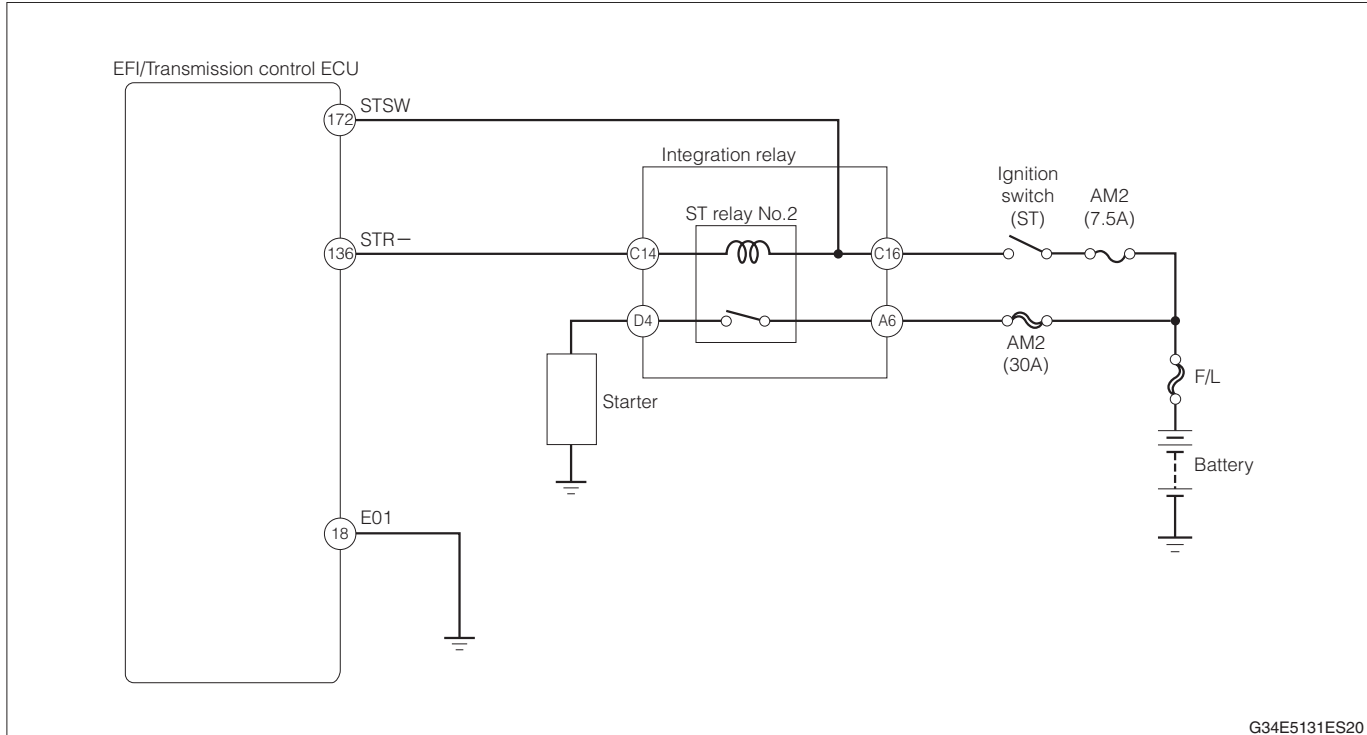 EFI/Transmission control ECU
172
STSW
Integration relay
Ignition
switch
(ST)
AM2
(7.5A)
ST relay No.2
136
STR−
C14
C16
D4
A6
AM2
(30A)
F/L
Starter
Battery
18
E01
G34E5131ES20